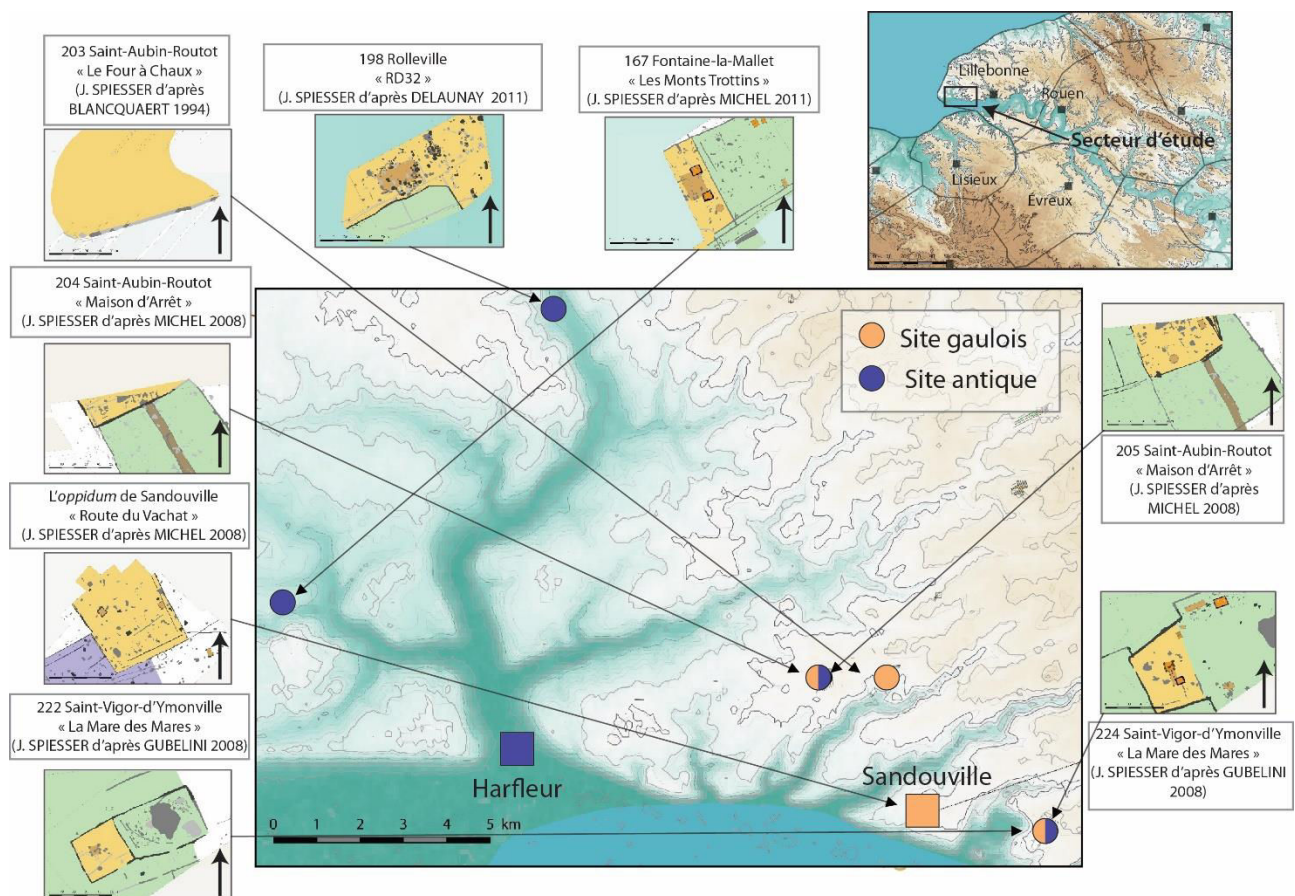 203 Saint-Aubin-Routot
« Le Four à Chaux »
(J. SPIESSER d'après
BLANCQUAERT 1994)
198 Rolleville
« RD32 »
(J. SPIESSER d'après DELAUNAY 2011)
167 Fontaine-la-Mallet
« Les Monts Trottins »
(J. SPIESSER d'après MICHEL 2011)
Lillebonne
Rouen
Secteur d'étude
Lisieux
Évreux
204 Saint-Aubin-Routot
« Maison d'Arrêt »
(J. SPIESSER d'après MICHEL 2008)
L'oppidum de Sandouville
« Route du Vachat »
(J. SPIESSER d'après MICHEL 2008)
222 Saint-Vigor-d'Ymonville
« La Mare des Mares »
(J. SPIESSER d'après GUBELINI 2008)
Site gaulois
Site antique
Harfleur
Sandouville
0 1 2 3 4 5 km
205 Saint-Aubin-Routot
« Maison d'Arrêt »
(J. SPIESSER d'après
MICHEL 2008)
224 Saint-Vigor-d'Ymonville
« La Mare des Mares »
(J. SPIESSER d'après GUBELINI
2008)